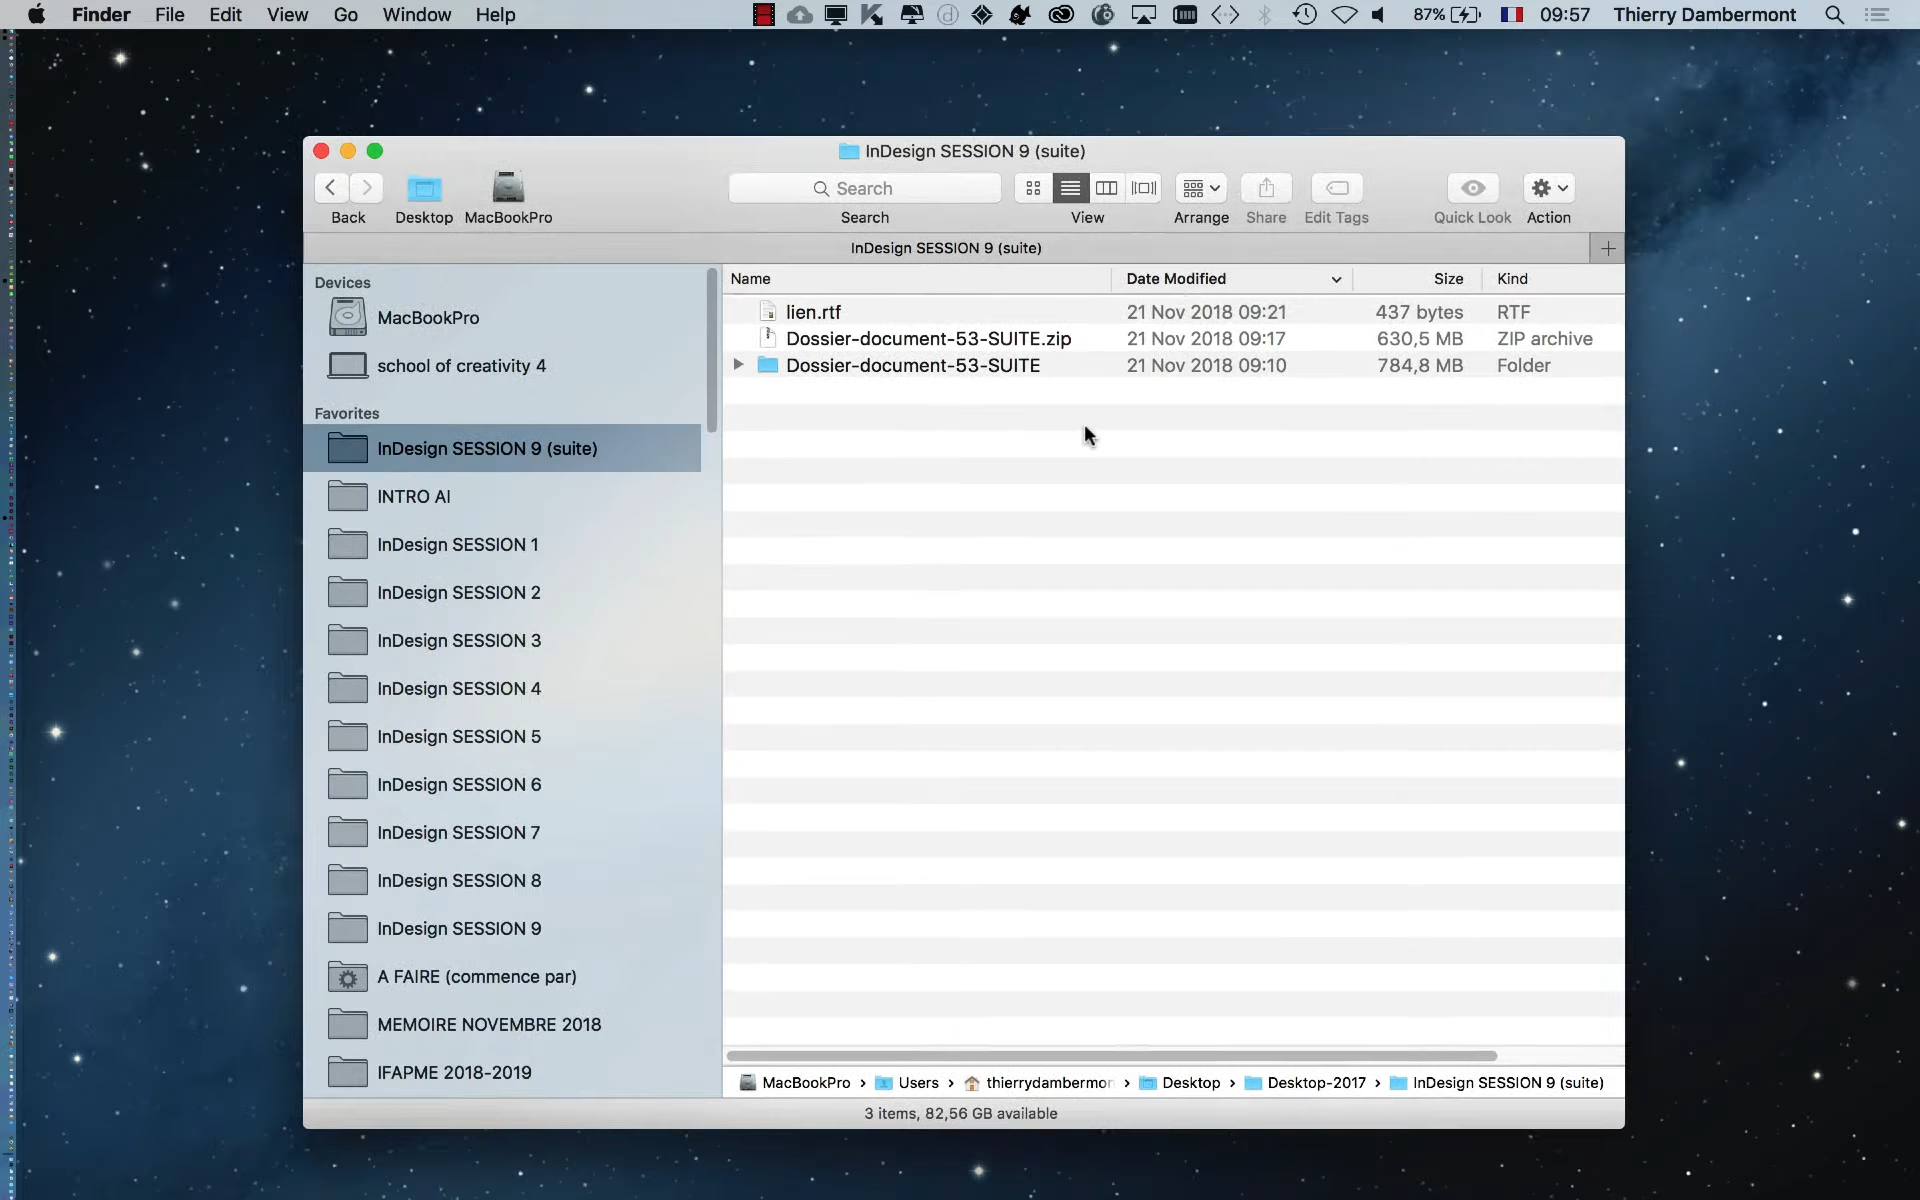 Finder File Edit View Go Window Help 87% 09:57 Thierry Dambermont
InDesign SESSION 9 (suite)
Search
Back Desktop MacBookPro Search View Arrange Share Edit Tags Quick Look Action
InDesign SESSION 9 (suite)
Devices
MacBookPro
school of creativity 4
Favorites
InDesign SESSION 9 (suite)
INTRO AI
InDesign SESSION 1
InDesign SESSION 2
InDesign SESSION 3
InDesign SESSION 4
InDesign SESSION 5
InDesign SESSION 6
InDesign SESSION 7
InDesign SESSION 8
InDesign SESSION 9
A FAIRE (commence par)
MEMOIRE NOVEMBRE 2018
IFAPME 2018-2019
Name Date Modified Size Kind
lien.rtf 21 Nov 2018 09:21 437 bytes RTF
Dossier-document-53-SUITE.zip 21 Nov 2018 09:17 630,5 MB ZIP archive
Dossier-document-53-SUITE 21 Nov 2018 09:10 784,8 MB Folder
MacBookPro › Users › thierrydambermor › Desktop › Desktop-2017 › InDesign SESSION 9 (suite)
3 items, 82,56 GB available